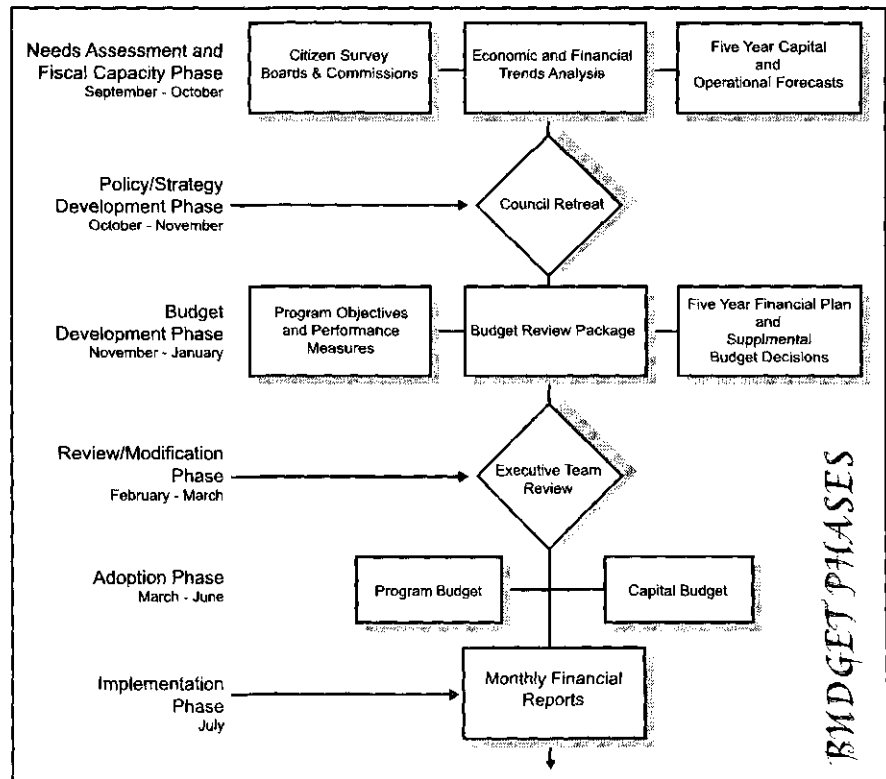 Needs Assessment and
Fiscal Capacity Phase
September - October
Citizen Survey
Boards & Commissions
Economic and Financial
Trends Analysis
Five Year Capital
and
Operational Forecasts
Policy/Strategy
Development Phase
October - November
Council Retreat
Budget
Development Phase
November - January
Program Objectives
and Performance
Measures
Budget Review Package
Five Year Financial Plan
and
Supplmental
Budget Decisions
Review/Modification
Phase
February - March
Executive Team
Review
Adoption Phase
March - June
Program Budget
Capital Budget
Implementation
Phase
July
Monthly Financial
Reports
BUDGET PHASES